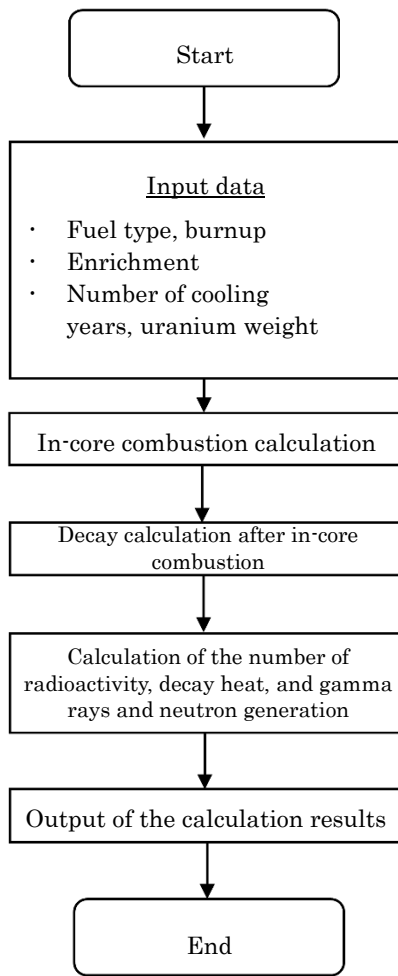 Start
Input data
· Fuel type, burnup
· Enrichment
· Number of cooling
years, uranium weight
In-core combustion calculation
Decay calculation after in-core
combustion
Calculation of the number of
radioactivity, decay heat, and gamma
rays and neutron generation
Output of the calculation results
End